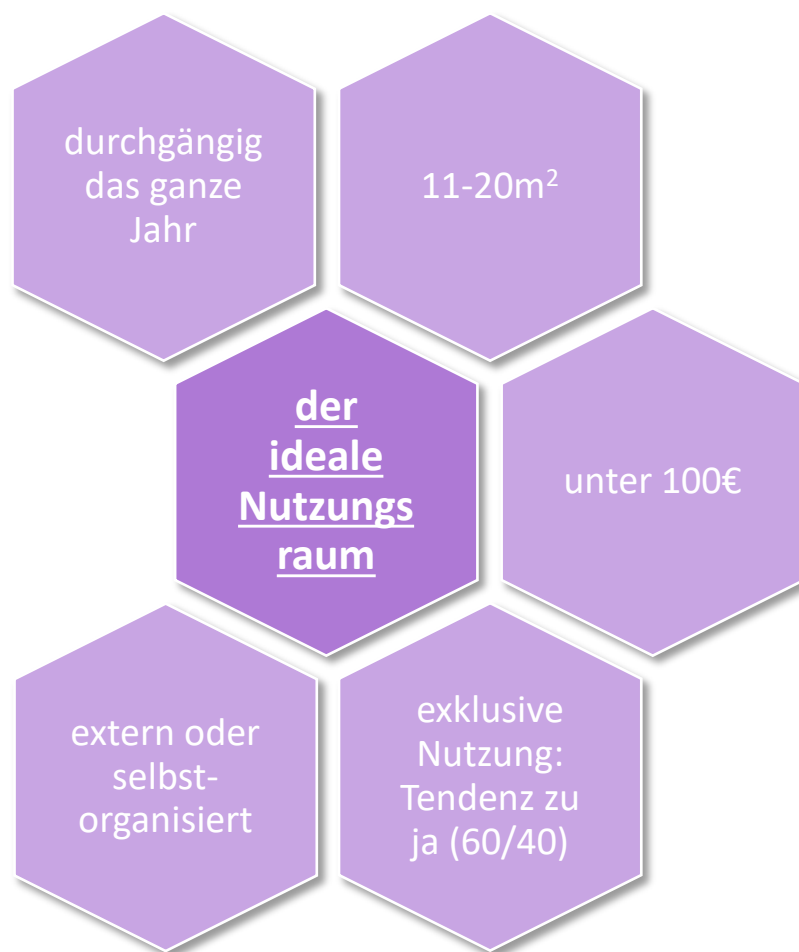 durchgängig
das ganze
Jahr
11-20m²
der
ideale
Nutzungs
raum
unter 100€
extern oder
selbst-
organisiert
exklusive
Nutzung:
Tendenz zu
ja (60/40)